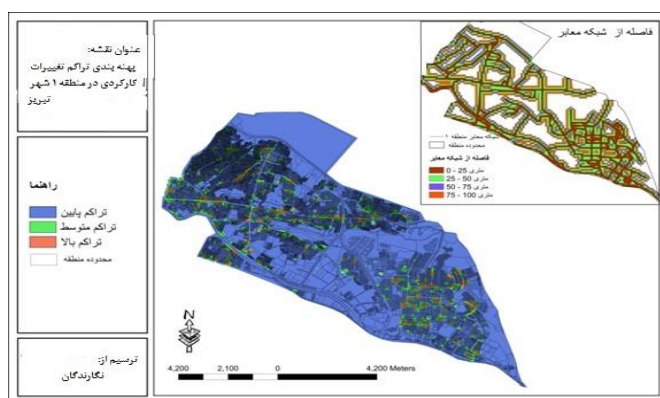 عنوان نقشه:
پهنه بندی تراکم تغییرات
کارکردی در منطقه ۱ شهر
تبریز
راهنما
تراکم پایین
تراکم متوسط
تراکم بالا
محدوده منطقه
ترسیم از:
نگارندگان
فاصله از شبکه معابر
شبکه معابر منطقه ۱
محدوده منطقه
فاصله از شبکه معابر
0 - 25 متری
25 - 50 متری
50 - 75 متری
75 - 100 متری
N
4,200 2,100 0 4,200 Meters